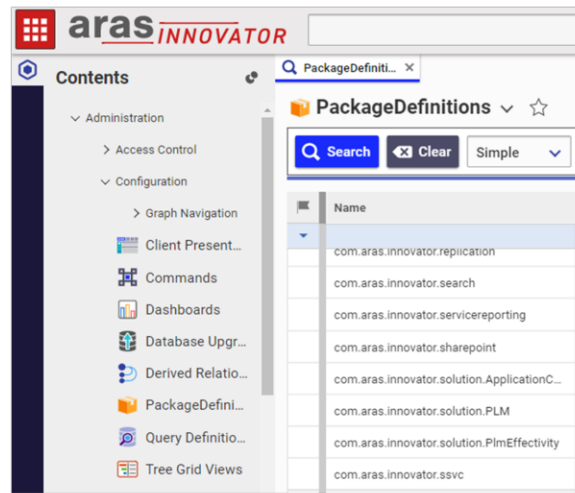 aras INNOVATOR
Contents
Administration
Access Control
Configuration
Graph Navigation
Client Present...
Commands
Dashboards
Database Upgr...
Derived Relatio...
PackageDefini...
Query Definitio...
Tree Grid Views
PackageDefiniti...
PackageDefinitions
Search Clear Simple
Name
com.aras.innovator.replication
com.aras.innovator.search
com.aras.innovator.servicereporting
com.aras.innovator.sharepoint
com.aras.innovator.solution.ApplicationC...
com.aras.innovator.solution.PLM
com.aras.innovator.solution.PlmEffectivity
com.aras.innovator.ssvc